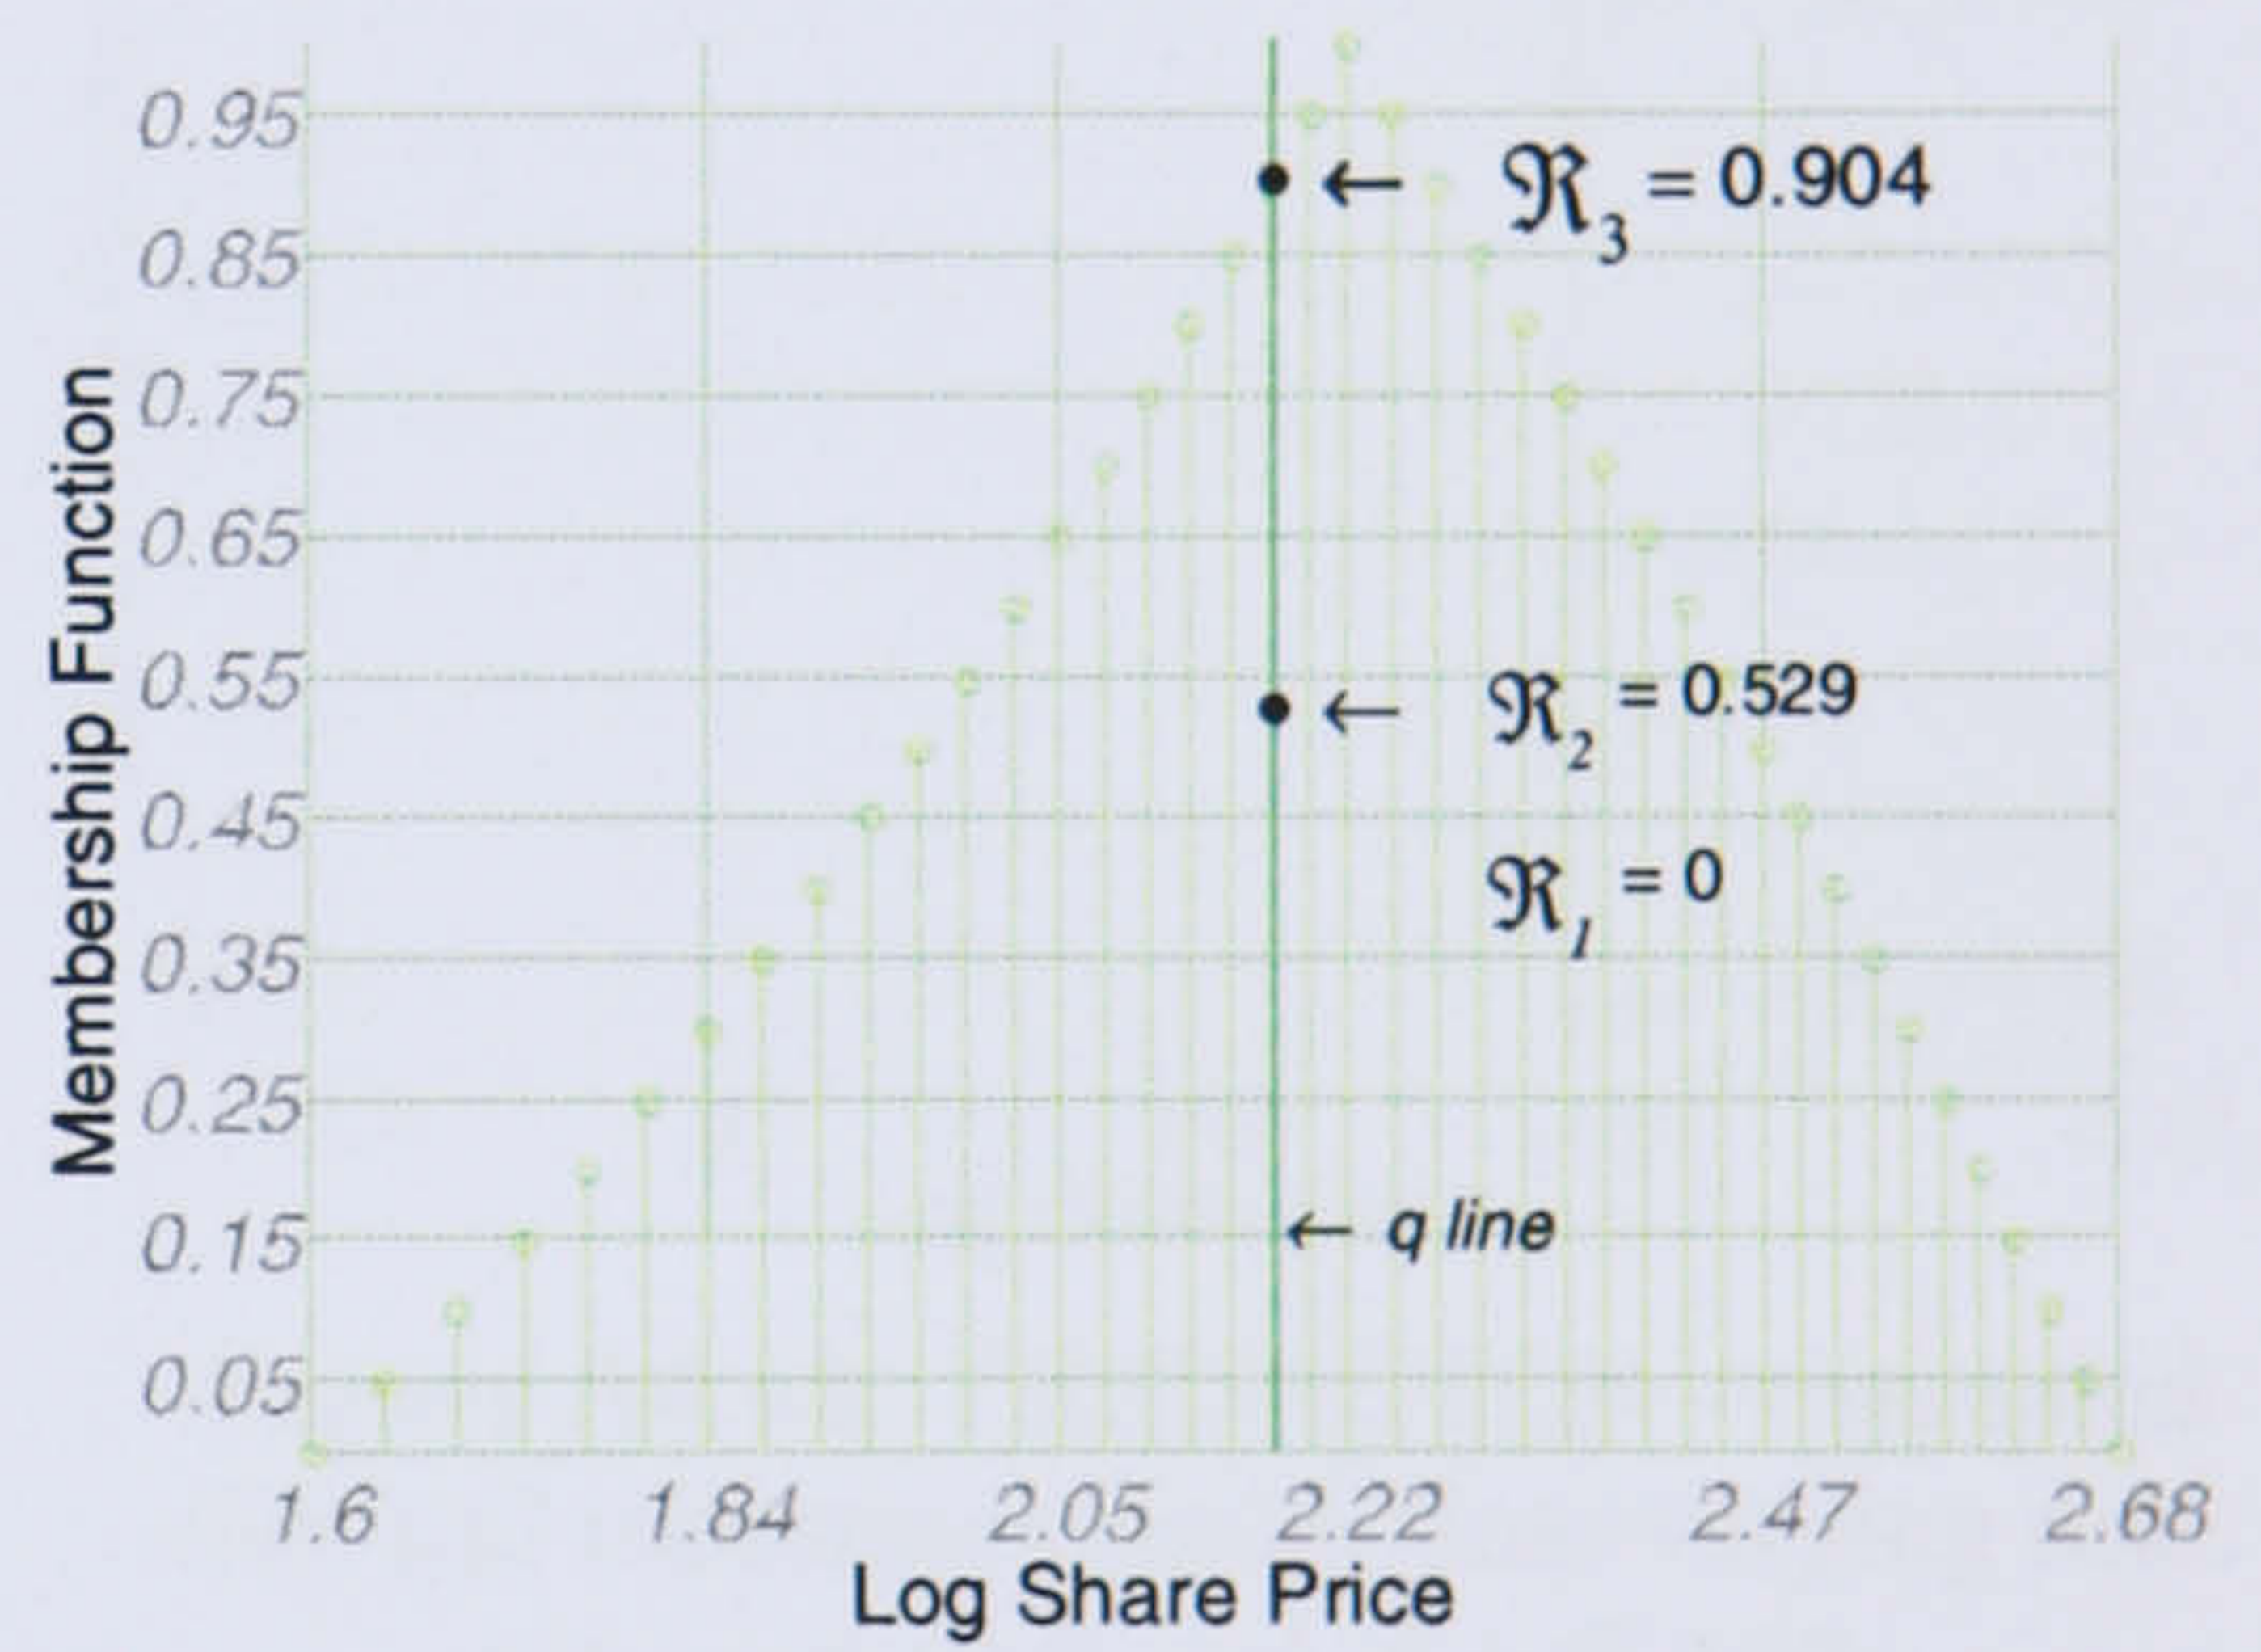 0.95
ℜ3 = 0.904
0.85
0.75
0.65
0.55
ℜ2 = 0.529
0.45
ℜ1 = 0
0.35
0.25
0.15
← q line
0.05
1.6 1.84 2.05 2.22 2.47 2.68
Log Share Price
Membership Function